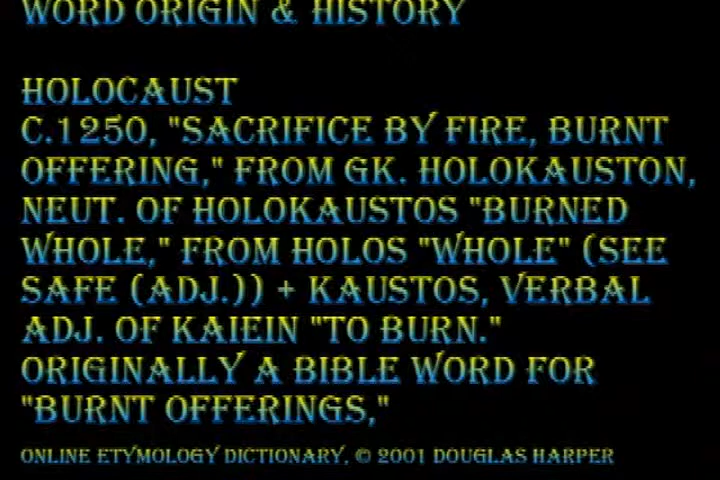 WORD ORIGIN & HISTORY
HOLOCAUST
C.1250, "SACRIFICE BY FIRE, BURNT
OFFERING," FROM GK. HOLOKAUSTON,
NEUT. OF HOLOKAUSTOS "BURNED
WHOLE," FROM HOLOS "WHOLE" (SEE
SAFE (ADJ.)) + KAUSTOS, VERBAL
ADJ. OF KAIEIN "TO BURN."
ORIGINALLY A BIBLE WORD FOR
"BURNT OFFERINGS,"
ONLINE ETYMOLOGY DICTIONARY, © 2001 DOUGLAS HARPER